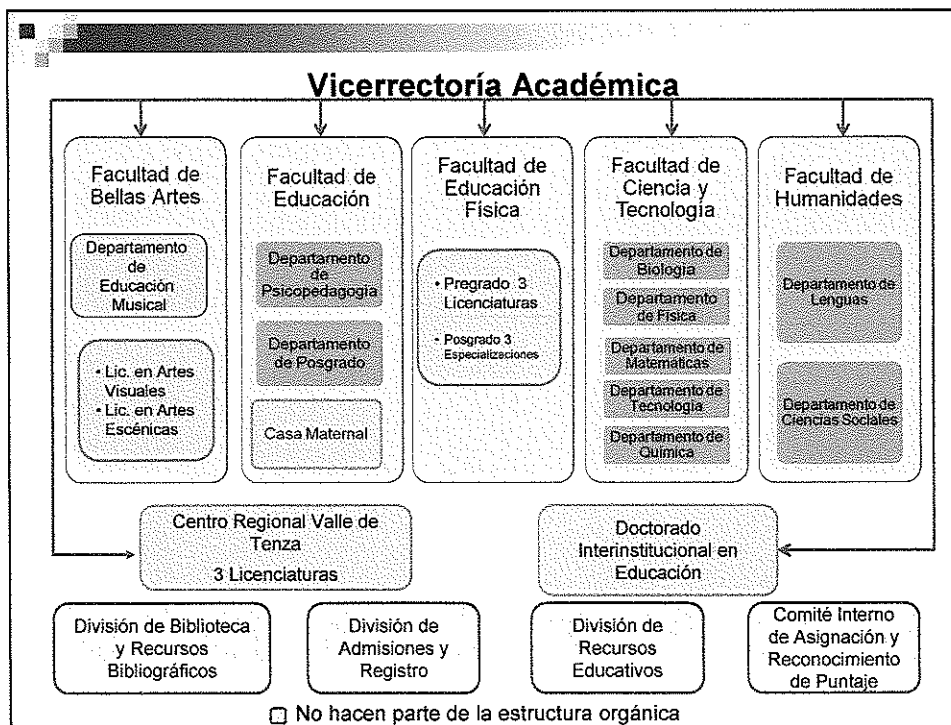 Vicerrectoría Académica
Facultad de
Bellas Artes
Departamento
de
Educación
Musical
• Lic. en Artes
Visuales
• Lic. en Artes
Escénicas
Facultad de
Educación
Departamento
de
Psicopedagogía
Departamento
de Posgrado
Casa Maternal
Facultad de
Educación
Física
• Pregrado 3
Licenciaturas
• Posgrado 3
Especializaciones
Facultad de
Ciencia y
Tecnología
Departamento de
Biología
Departamento
de Física
Departamento de
Matemáticas
Departamento de
Tecnología
Departamento de
Química
Facultad de
Humanidades
Departamento de
Lenguas
Departamento de
Ciencias Sociales
Centro Regional Valle de
Tenza
3 Licenciaturas
Doctorado
Interinstitucional en
Educación
División de Biblioteca
y Recursos
Bibliográficos
División de
Admisiones y
Registro
División de
Recursos
Educativos
Comité Interno
de Asignación y
Reconocimiento
de Puntaje
No hacen parte de la estructura orgánica